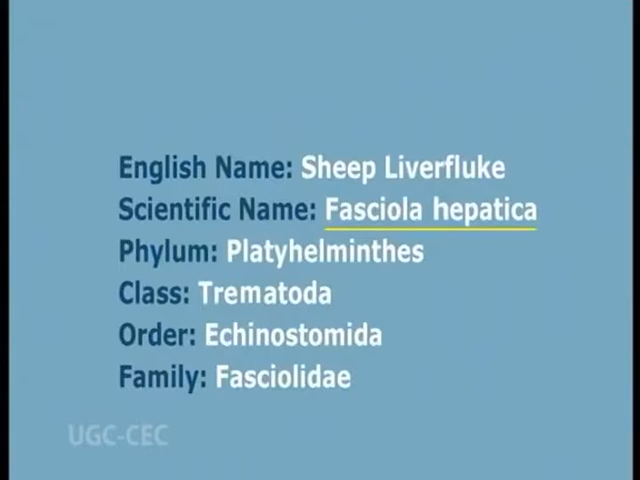 English Name: Sheep Liverfluke
Scientific Name: Fasciola hepatica
Phylum: Platyhelminthes
Class: Trematoda
Order: Echinostomida
Family: Fasciolidae
UGC-CEC